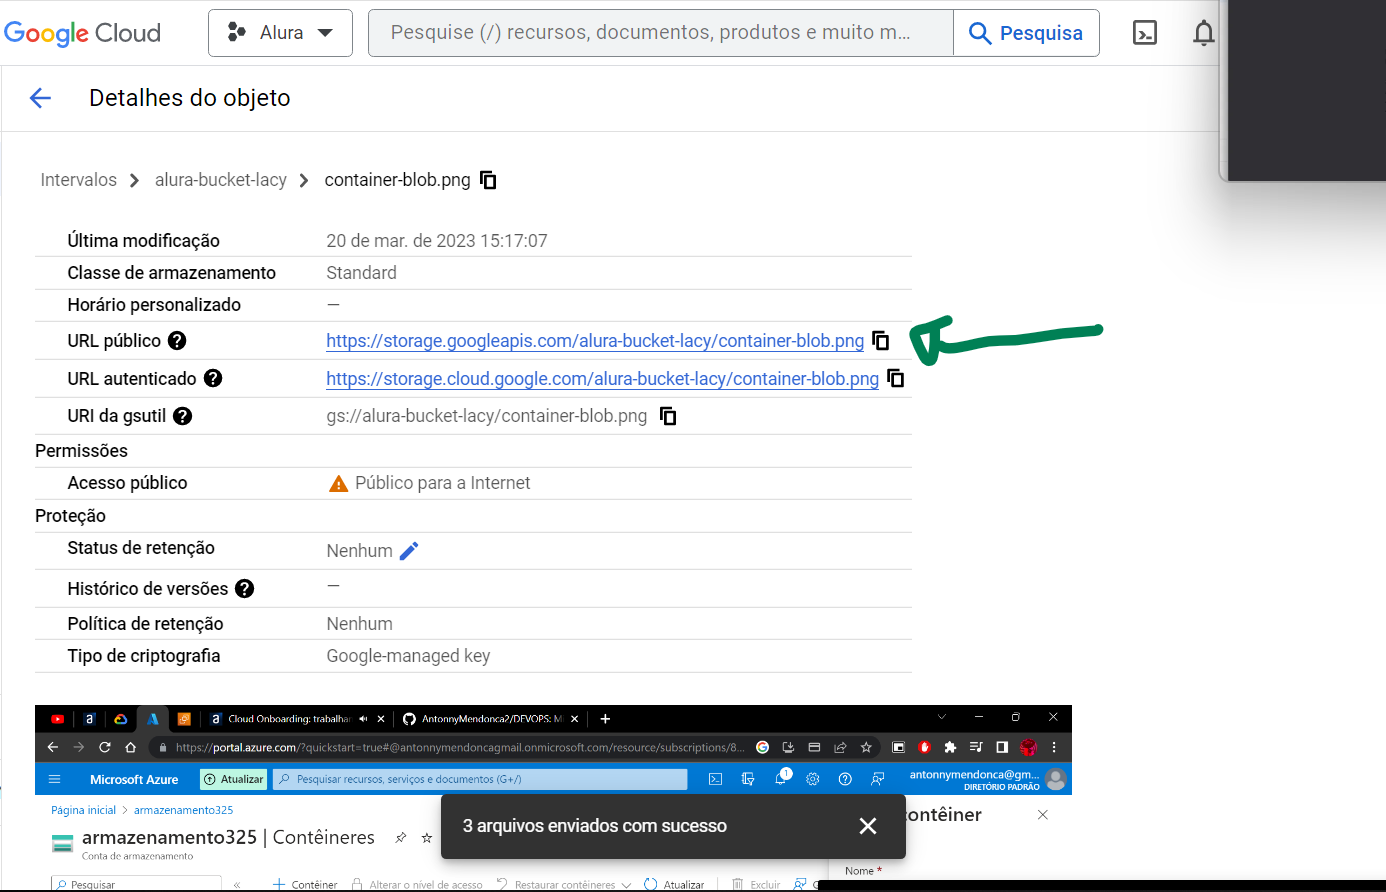 Google Cloud Alura Pesquise (/) recursos, documentos, produtos e muito m... Pesquisa
Detalhes do objeto
Intervalos alura-bucket-lacy container-blob.png
Última modificação 20 de mar. de 2023 15:17:07
Classe de armazenamento Standard
Horário personalizado —
URL público https://storage.googleapis.com/alura-bucket-lacy/container-blob.png
URL autenticado https://storage.cloud.google.com/alura-bucket-lacy/container-blob.png
URI da gsutil gs://alura-bucket-lacy/container-blob.png
Permissões
Acesso público Público para a Internet
Proteção
Status de retenção Nenhum
Histórico de versões —
Política de retenção Nenhum
Tipo de criptografia Google-managed key
Cloud Onboarding: trabalhar AntonnyMendonca2/DEVOPS: M
https://portal.azure.com/?quickstart=true#@antonnymendoncagmail.onmicrosoft.com/resource/subscriptions/8...
Microsoft Azure Atualizar Pesquisar recursos, serviços e documentos (G+/) 1 antonnymendonca@gm...
DIRETÓRIO PADRÃO
Página inicial > armazenamento325
armazenamento325 | Contêineres
Conta de armazenamento
3 arquivos enviados com sucesso
contêiner
Nome *
Pesquisar « Contêiner Alterar o nível de acesso Restaurar contêineres Atualizar Excluir